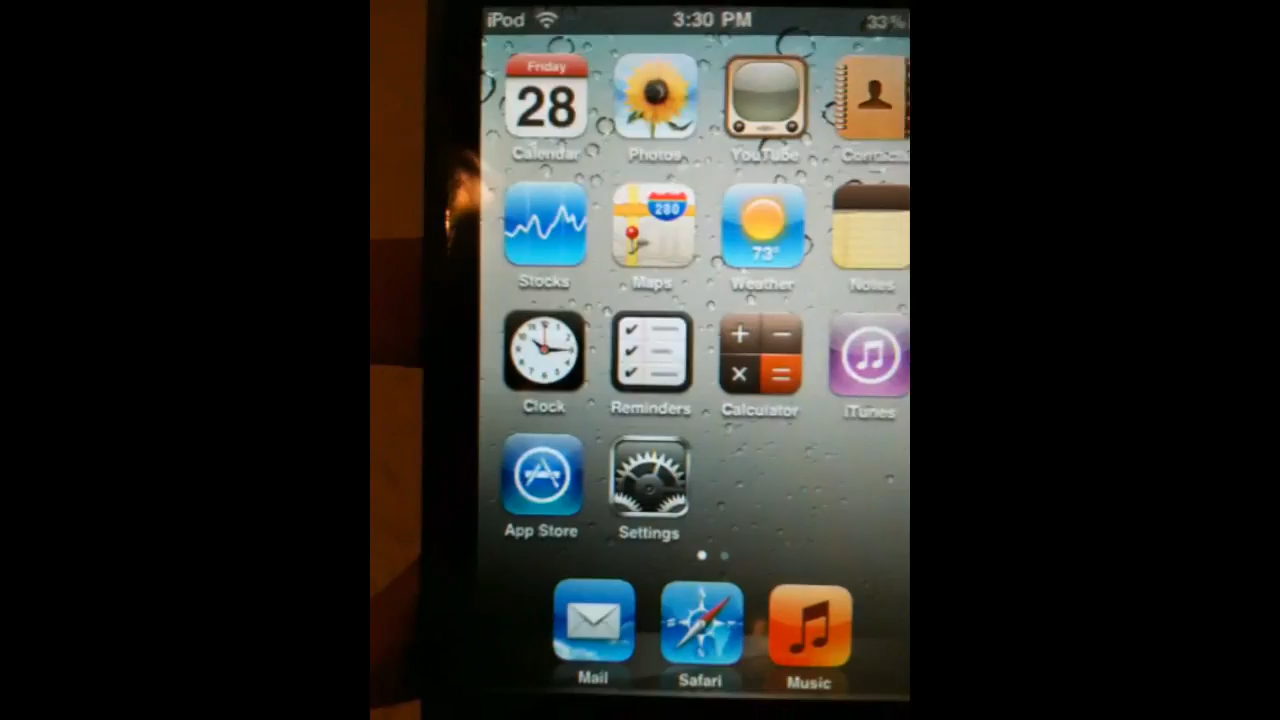 iPod 3:30 PM 33%
Friday
28
Calendar Photos YouTube Contacts
280
73°
Stocks Maps Weather Notes
Clock Reminders Calculator iTunes
App Store Settings
Mail Safari Music